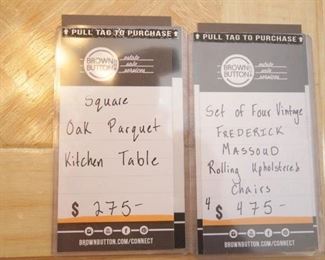 PULL TAG TO PURCHASE
BROWN
BUTTON
estate
sale
services
Square
Oak Parquet
Kitchen Table
$ 275-
BROWNBUTTON.COM/CONNECT
PULL TAG TO PURCHASE
BROWN
BUTTON
estate
sale
services
Set of Four Vintage
FREDERICK
MASSOUD
Rolling Upholstered
Chairs
4 $ 475-
BROWNBUTTON.COM/CONNECT